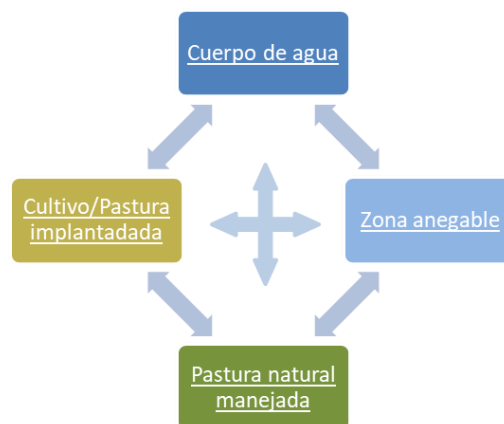 Cuerpo de agua
Cultivo/Pastura
implantadada
Zona anegable
Pastura natural
manejada